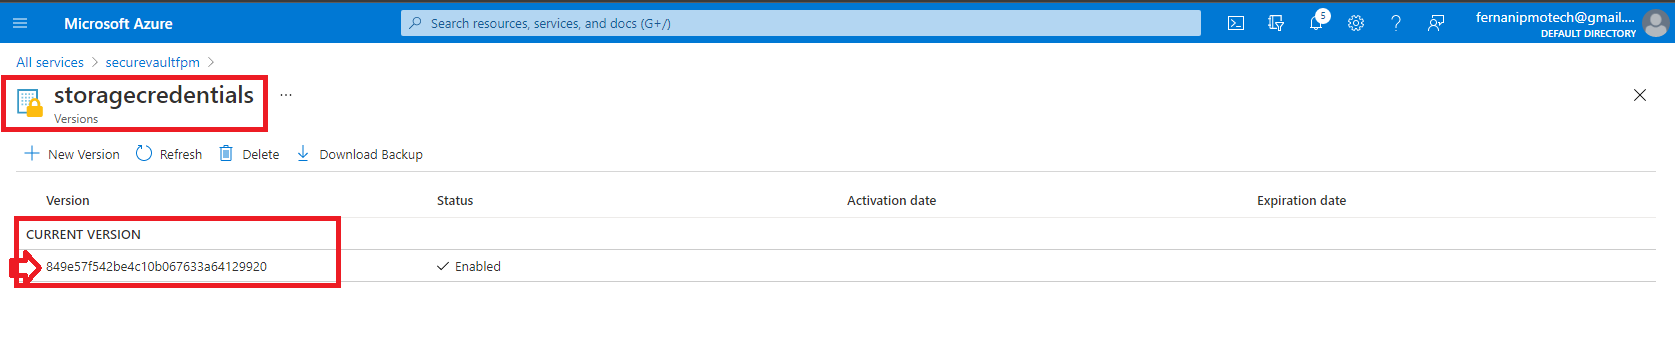 Microsoft Azure
Search resources, services, and docs (G+/)
5
fernanipmotech@gmail....
DEFAULT DIRECTORY
All services > securevaultfpm >
storagecredentials ...
Versions
New Version Refresh Delete Download Backup
Version Status Activation date Expiration date
CURRENT VERSION
849e57f542be4c10b067633a64129920 Enabled